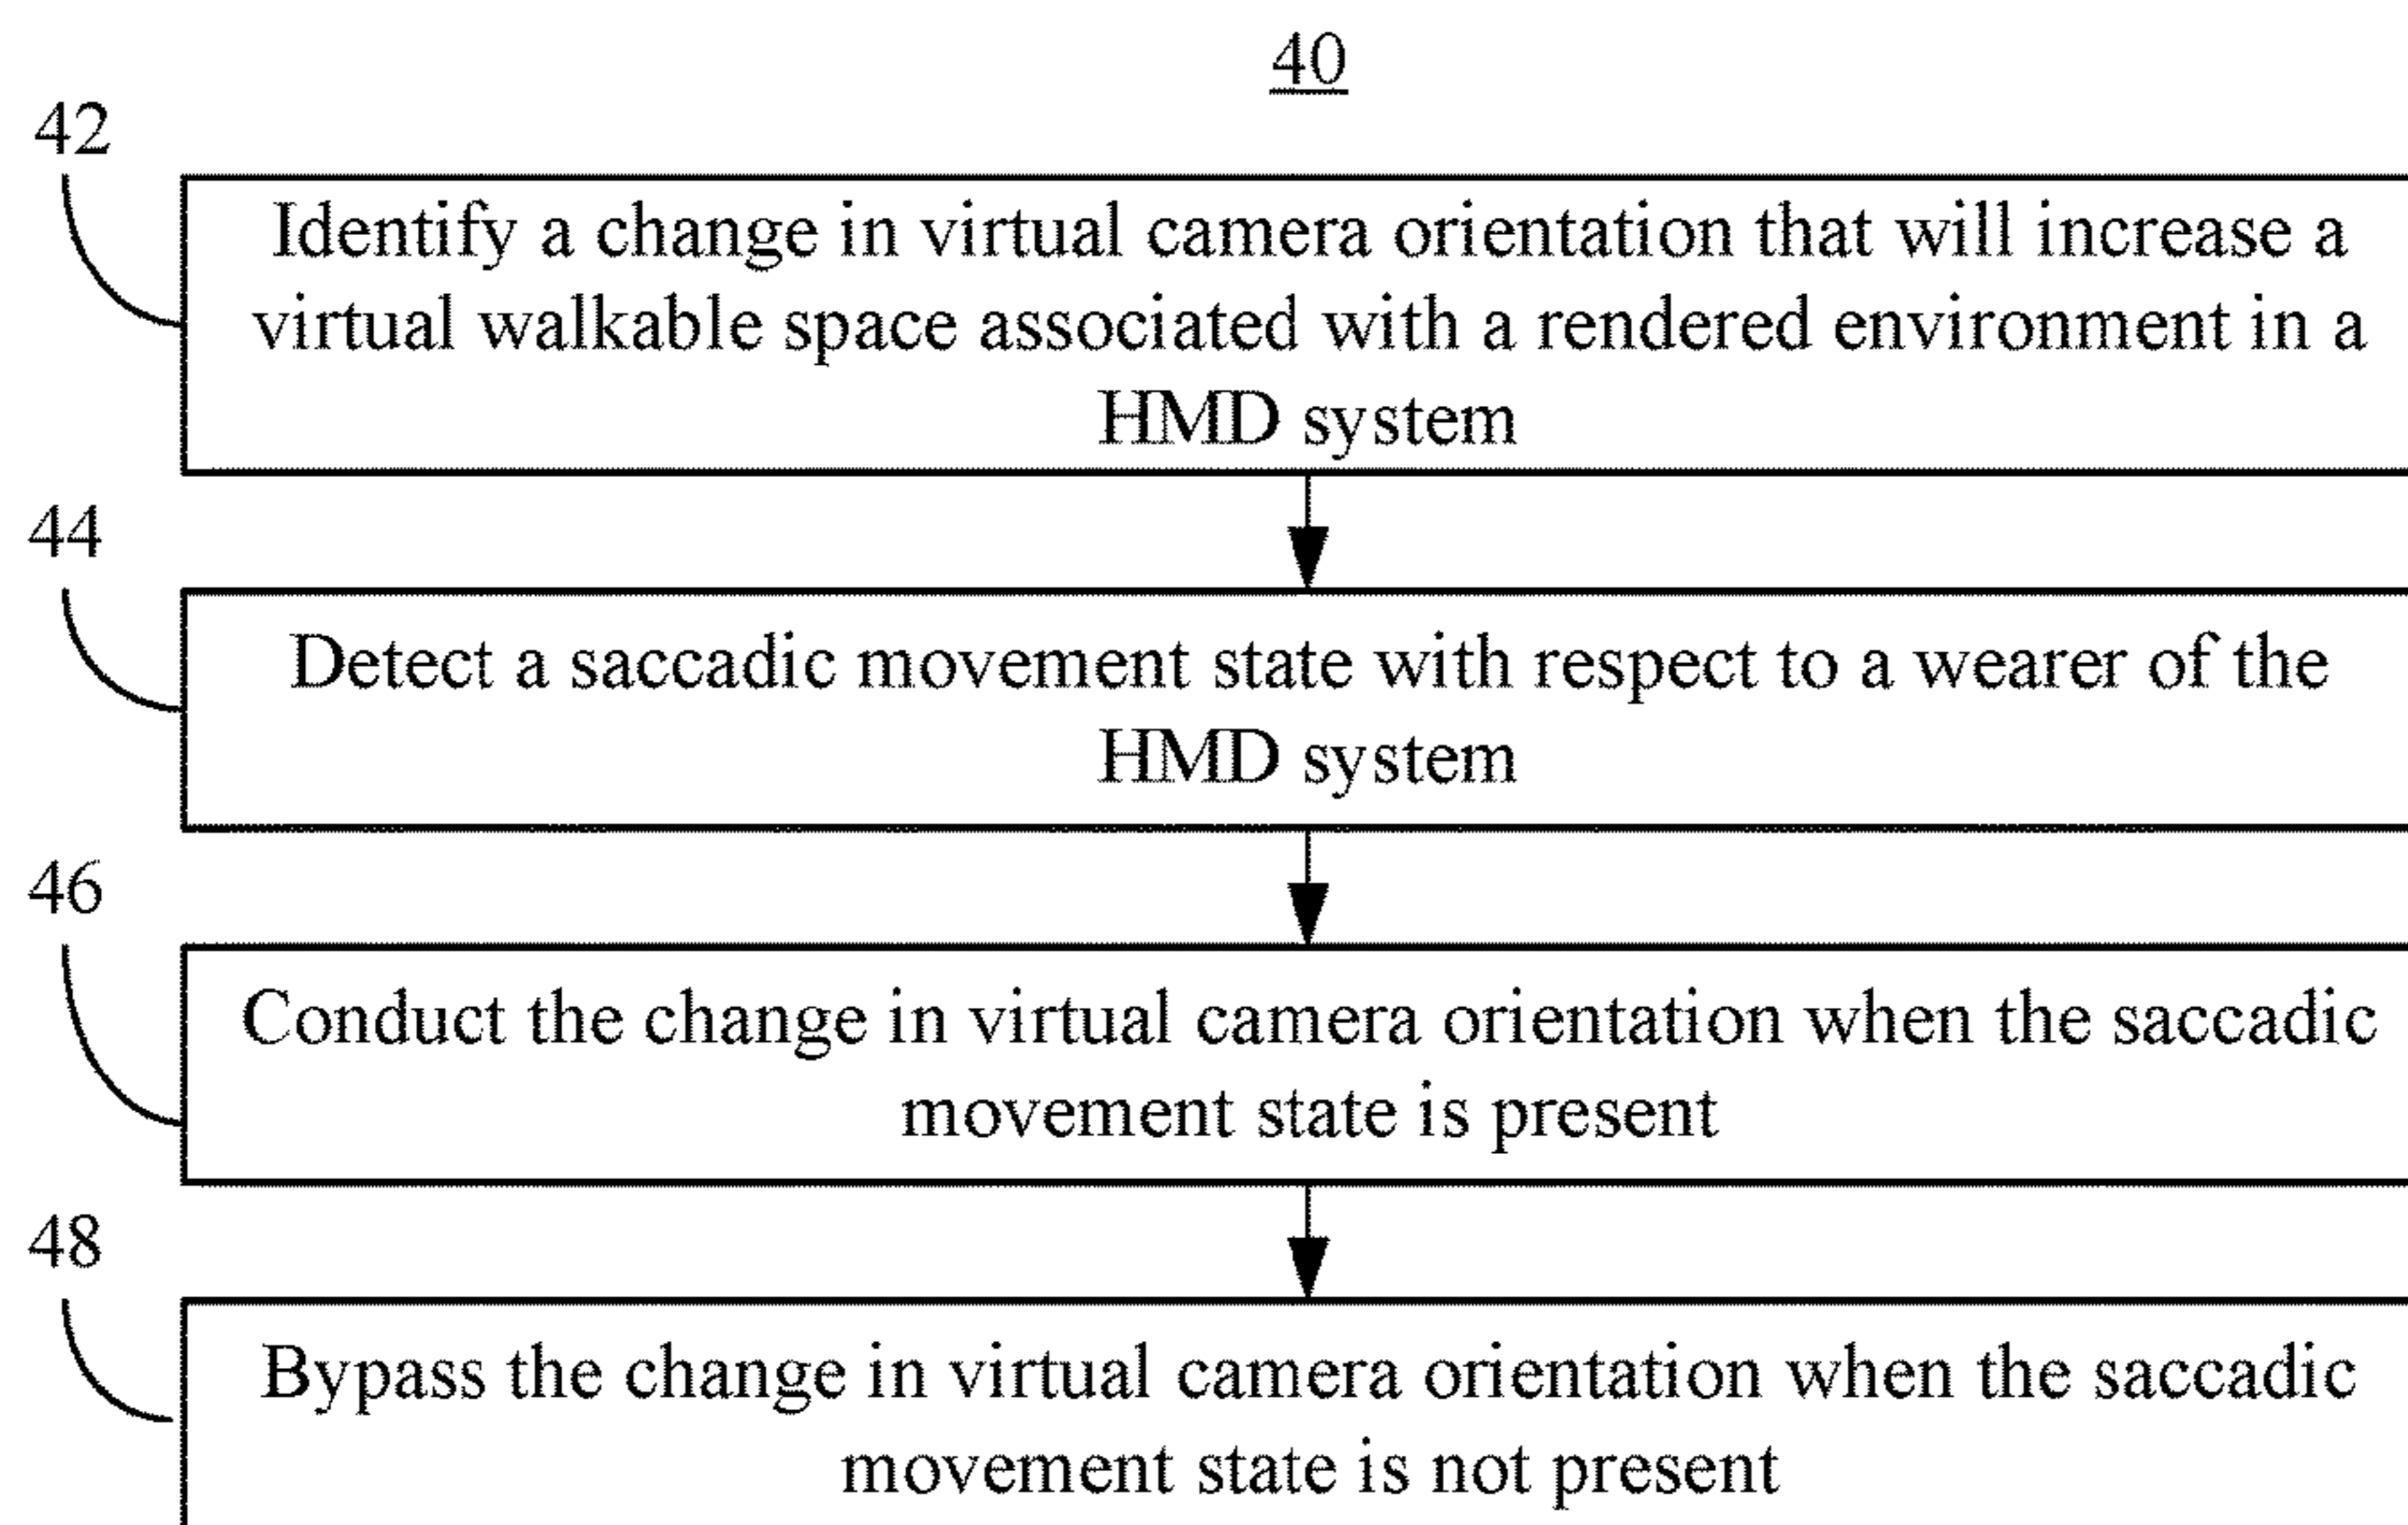 40
42
Identify a change in virtual camera orientation that will increase a
virtual walkable space associated with a rendered environment in a
HMD system
44
Detect a saccadic movement state with respect to a wearer of the
HMD system
46
Conduct the change in virtual camera orientation when the saccadic
movement state is present
48
Bypass the change in virtual camera orientation when the saccadic
movement state is not present